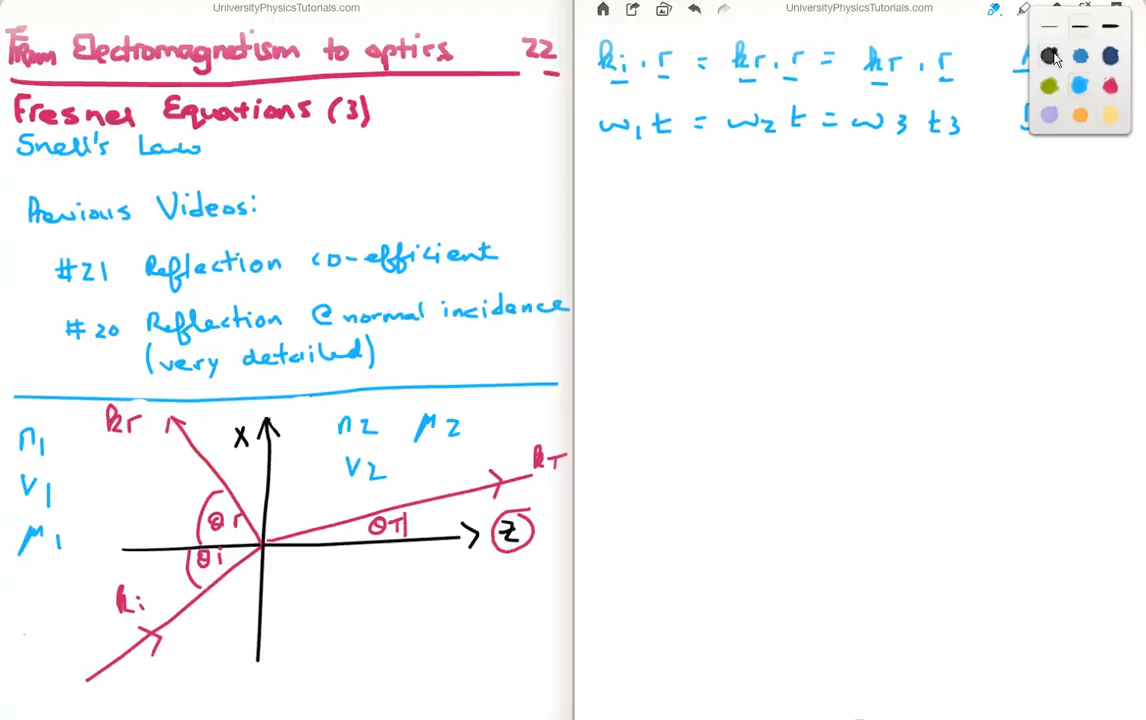 UniversityPhysicsTutorials.com
From Electromagnetism to optics 22
Fresnel Equations (3)
Snell's Law
Previous Videos:
#21 Reflection co-efficient
#20 Reflection @ normal incidence
(very detailed)
n1
v1
μ1
kr
x
n2 μ2
v2
kT
θr
θT
z
θi
ki
UniversityPhysicsTutorials.com
ki . r = kr . r = kr . r
ω1 t = ω2 t = ω3 t3